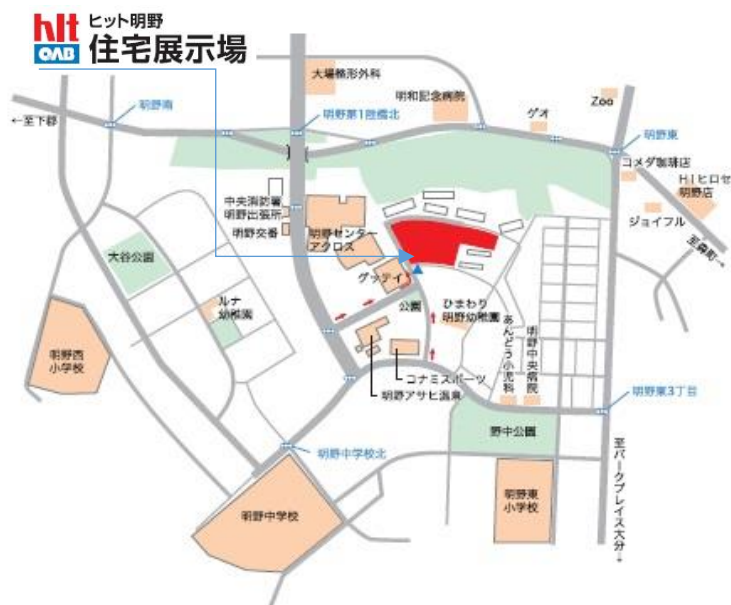 hit
OAB
ヒット明野
住宅展示場
大場整形外科
明和記念病院
ゲオ
Zoo
明野南
明野第1陸橋北
明野東
←至下郡
コメダ珈琲店
HIヒロセ
明野店
ジョイフル
至森町→
中央消防署
明野出張所
明野交番
明野センター
アクロス
大谷公園
グッデイ
ルナ
幼稚園
公園
ひまわり
明野幼稚園
あんどう小児科
明野中央病院
明野西
小学校
コナミスポーツ
明野アサヒ温泉
明野東3丁目
野中公園
明野中学校北
至パークプレイス大分→
明野東
小学校
明野中学校